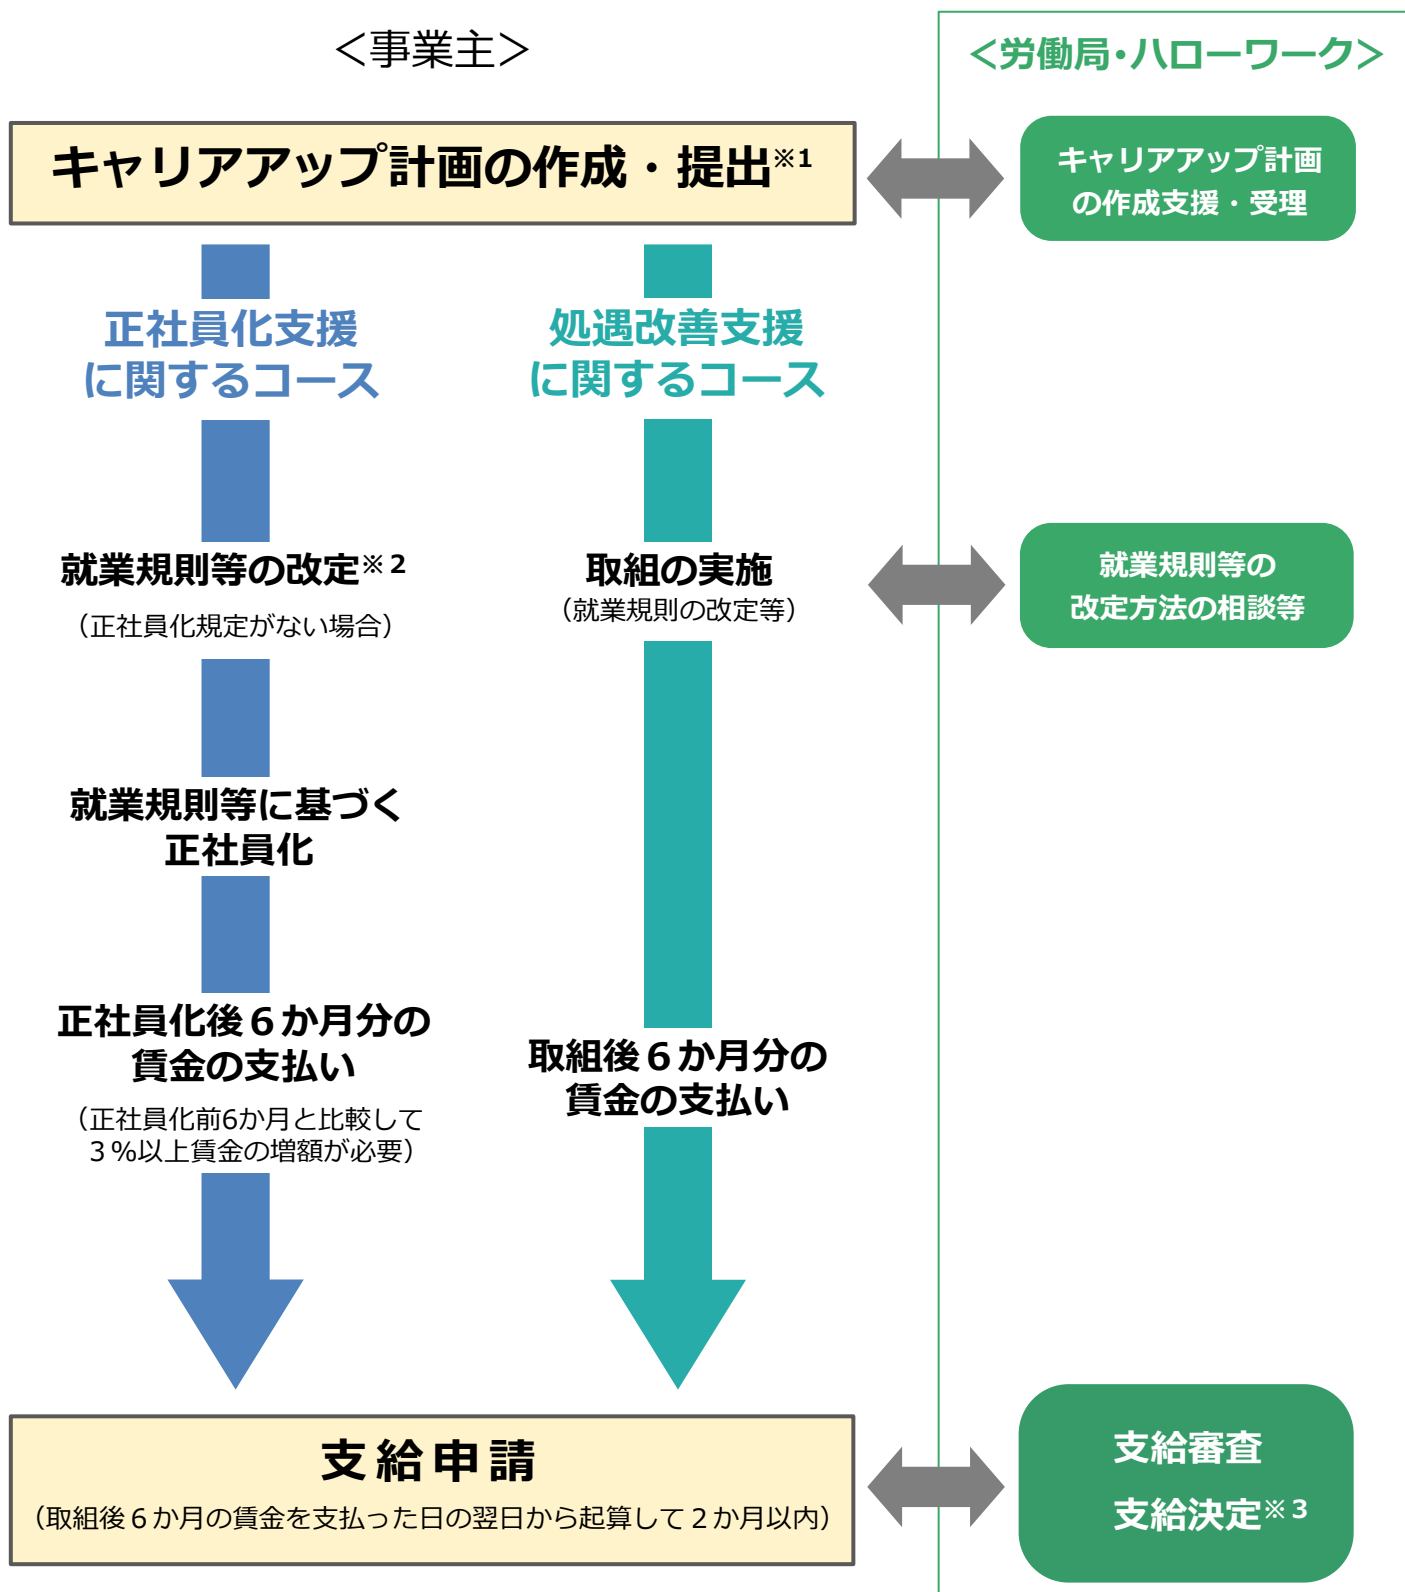 ＜事業主＞
＜労働局・ハローワーク＞
キャリアアップ計画の作成・提出※1
キャリアアップ計画
の作成支援・受理
正社員化支援
に関するコース
処遇改善支援
に関するコース
就業規則等の改定※２
（正社員化規定がない場合）
取組の実施
（就業規則の改定等）
就業規則等の
改定方法の相談等
就業規則等に基づく
正社員化
正社員化後６か月分の
賃金の支払い
（正社員化前6か月と比較して
３%以上賃金の増額が必要）
取組後６か月分の
賃金の支払い
支給申請
（取組後６か月の賃金を支払った日の翌日から起算して２か月以内）
支給審査
支給決定※３